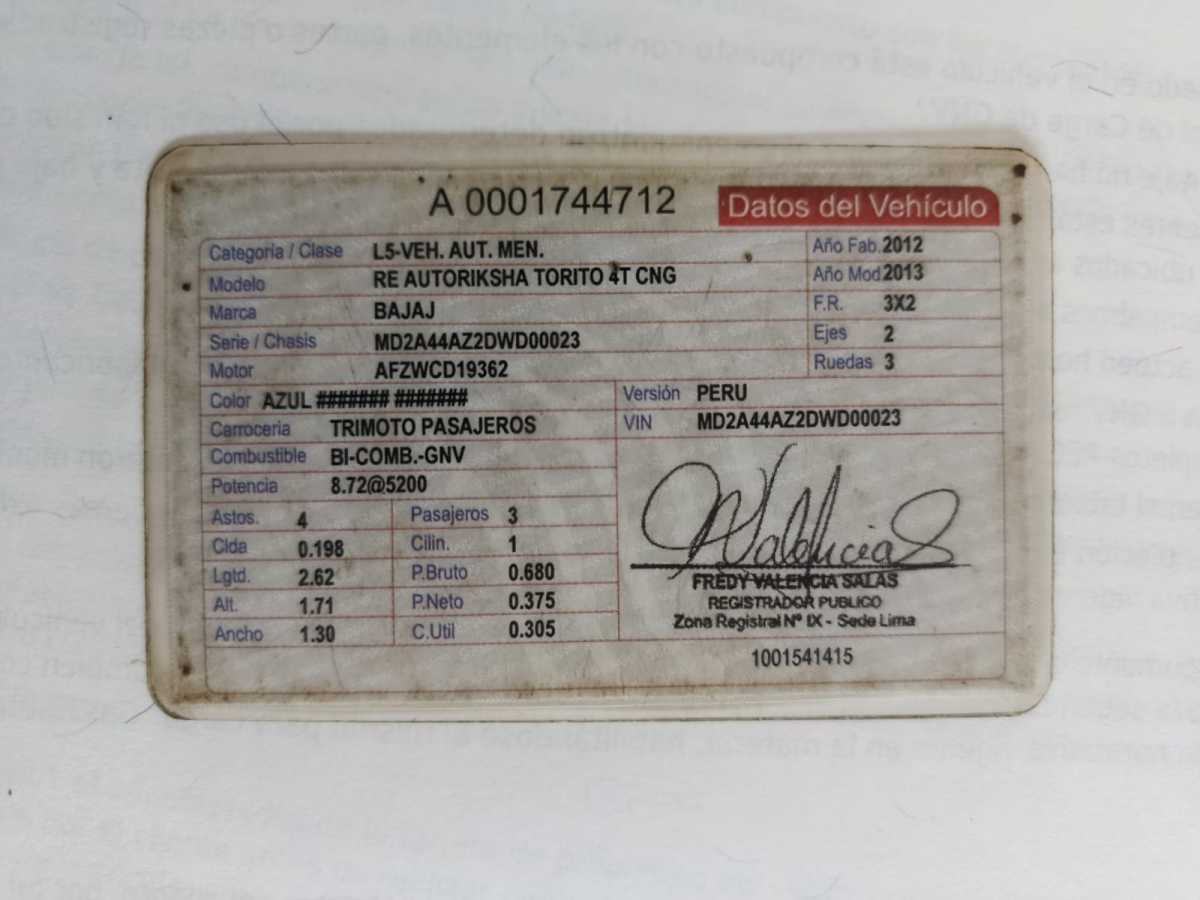 A 0001744712 Datos del Vehículo
Categoria / Clase L5-VEH. AUT. MEN. Año Fab. 2012
Modelo RE AUTORIKSHA TORITO 4T CNG Año Mod. 2013
Marca BAJAJ F.R. 3X2
Serie / Chasis MD2A44AZ2DWD00023 Ejes 2
Motor AFZWCD19362 Ruedas 3
Color AZUL ####### ####### Versión PERU
Carroceria TRIMOTO PASAJEROS VIN MD2A44AZ2DWD00023
Combustible BI-COMB.-GNV
Potencia 8.72@5200
Astos. 4 Pasajeros 3
Clda 0.198 Cilin. 1
Lgtd. 2.62 P.Bruto 0.680
Alt. 1.71 P.Neto 0.375
Ancho 1.30 C.Util 0.305
FREDY VALENCIA SALAS
REGISTRADOR PUBLICO
Zona Registral Nº IX - Sede Lima
1001541415